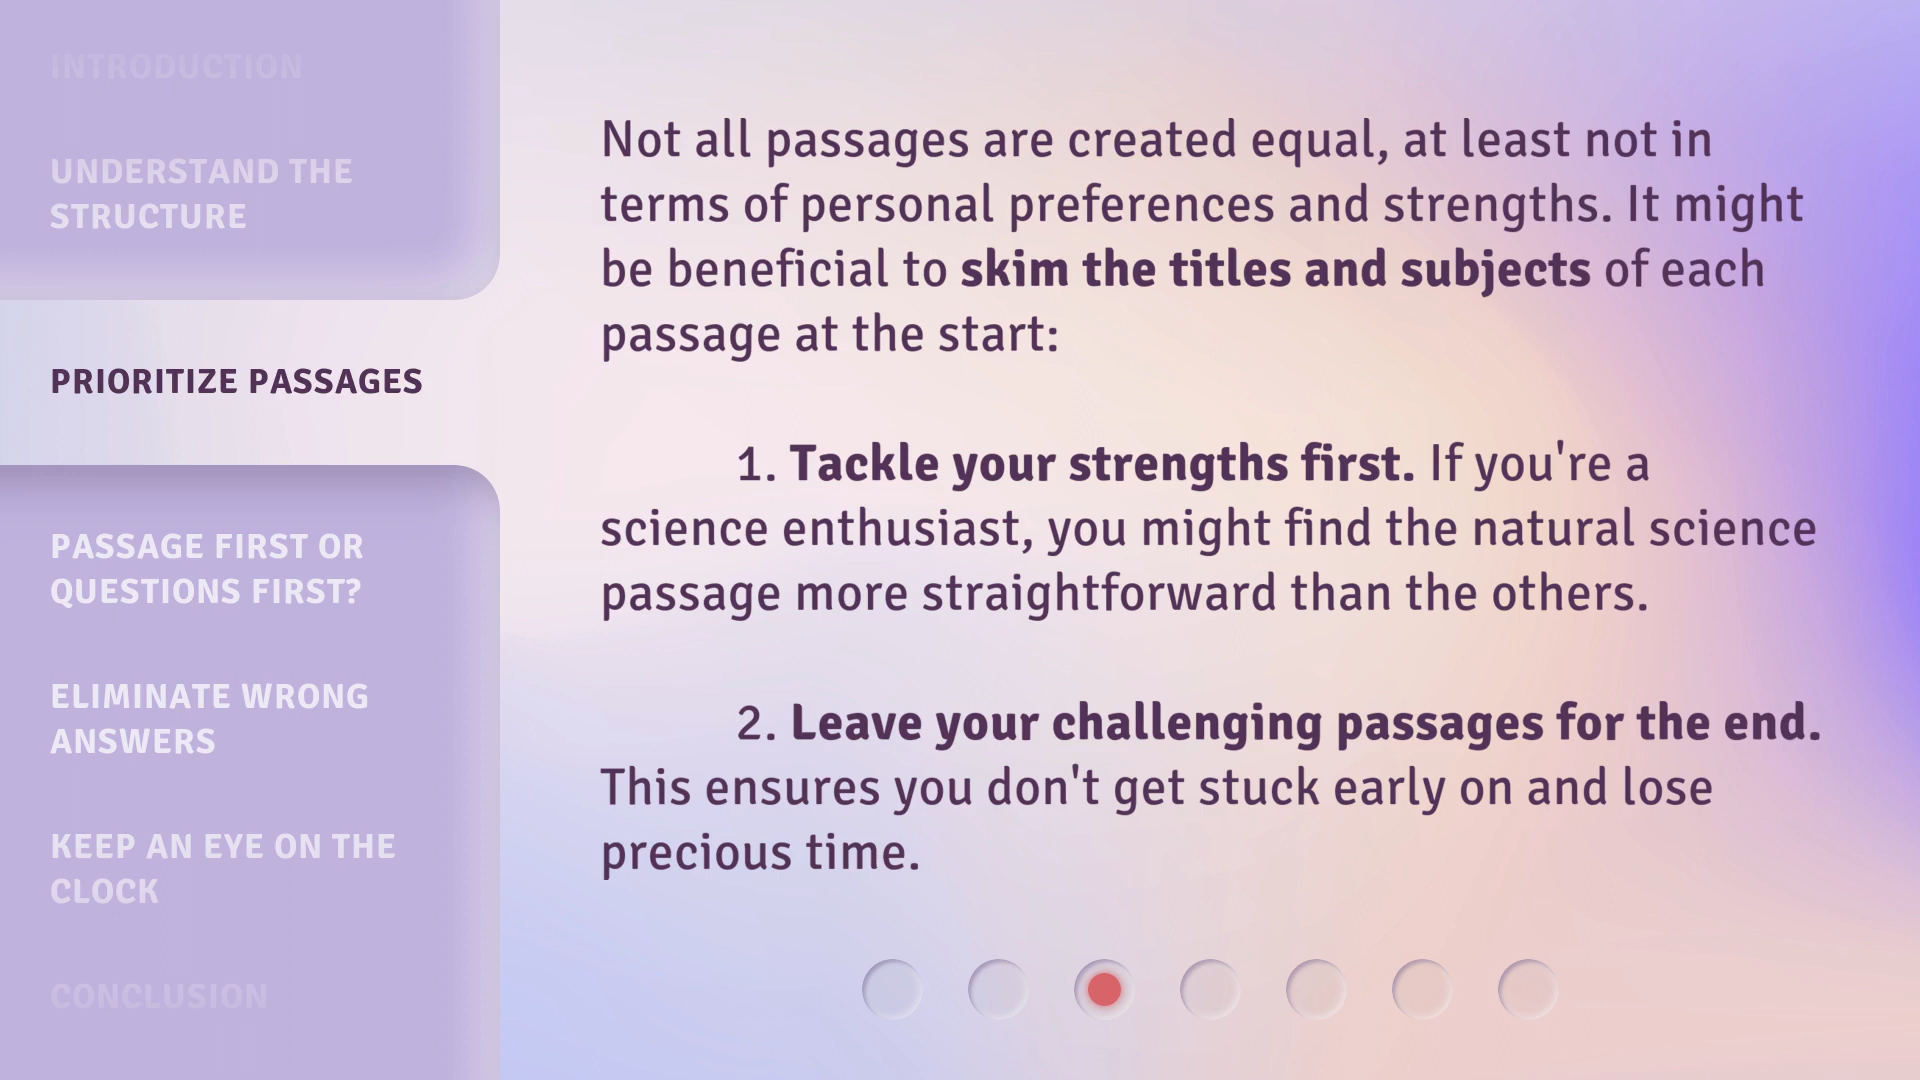 INTRODUCTION
UNDERSTAND THE
STRUCTURE
PRIORITIZE PASSAGES
PASSAGE FIRST OR
QUESTIONS FIRST?
ELIMINATE WRONG
ANSWERS
KEEP AN EYE ON THE
CLOCK
CONCLUSION
Not all passages are created equal, at least not in
terms of personal preferences and strengths. It might
be beneficial to skim the titles and subjects of each
passage at the start:
1. Tackle your strengths first. If you're a
science enthusiast, you might find the natural science
passage more straightforward than the others.
2. Leave your challenging passages for the end.
This ensures you don't get stuck early on and lose
precious time.